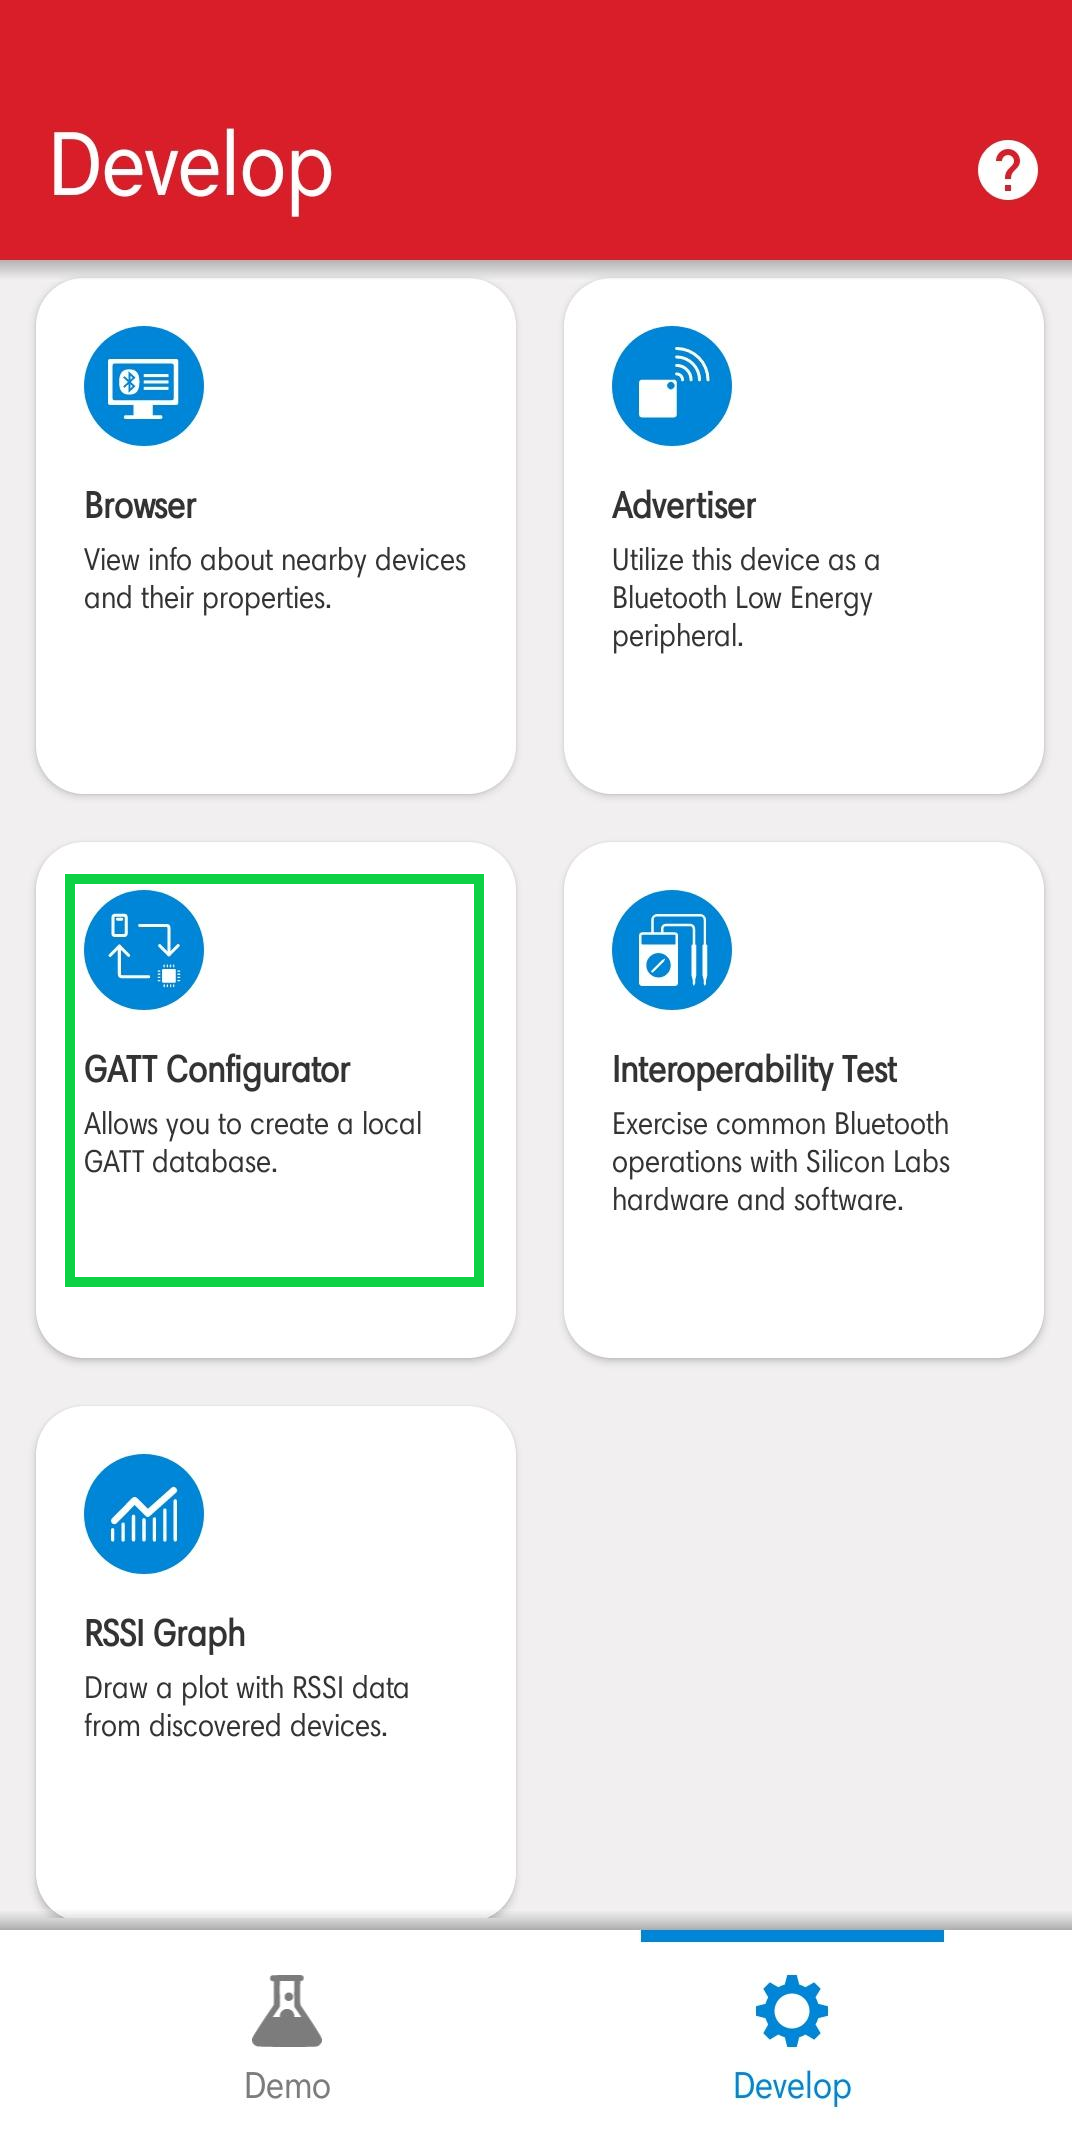 Develop
?
Browser
View info about nearby devices
and their properties.
Advertiser
Utilize this device as a
Bluetooth Low Energy
peripheral.
GATT Configurator
Allows you to create a local
GATT database.
Interoperability Test
Exercise common Bluetooth
operations with Silicon Labs
hardware and software.
RSSI Graph
Draw a plot with RSSI data
from discovered devices.
Demo
Develop